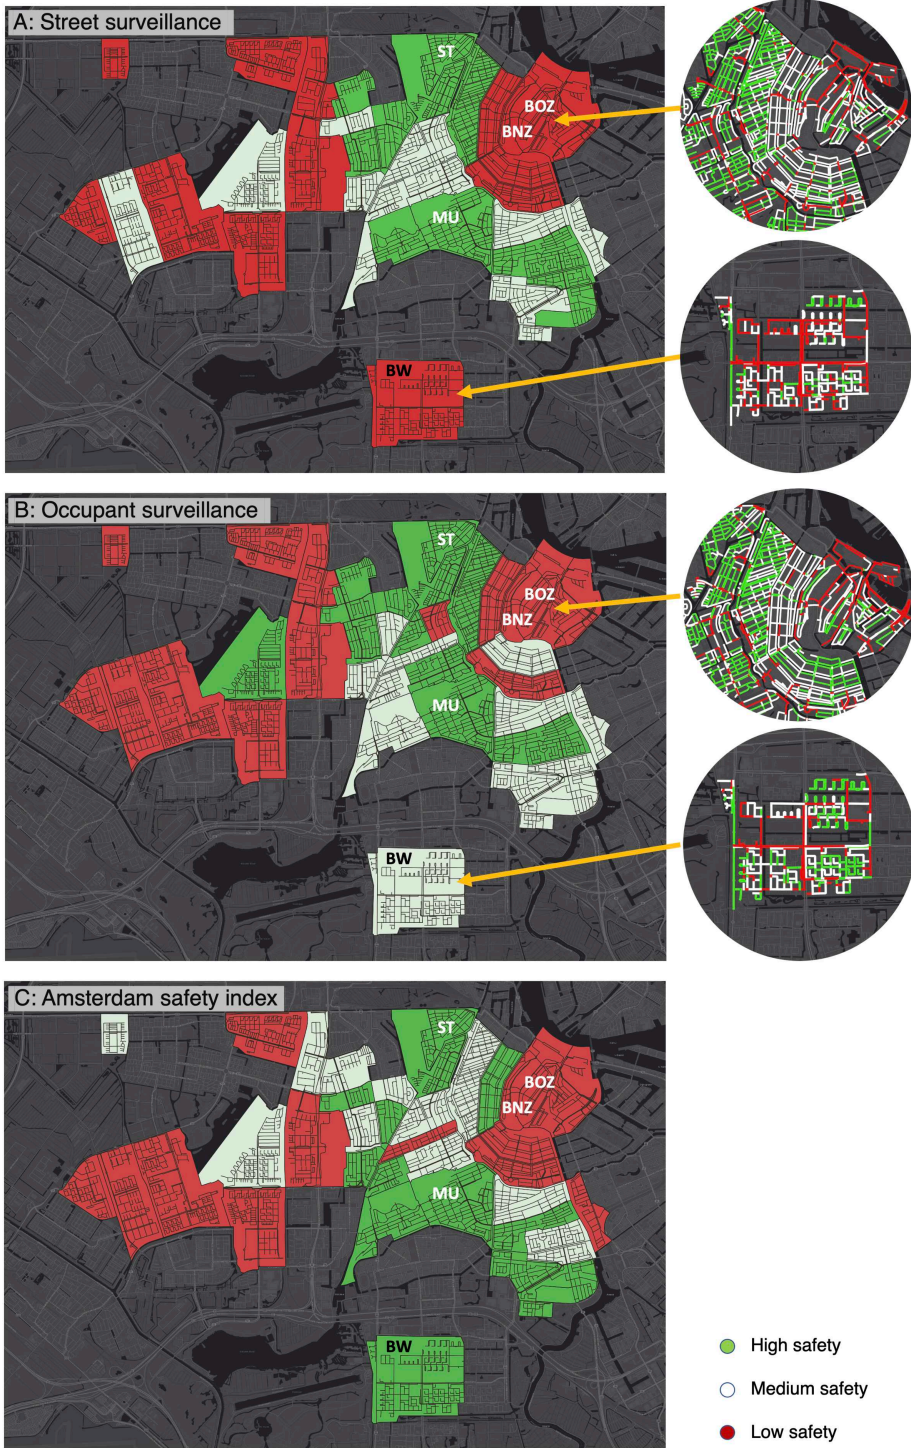 A: Street surveillance
ST
BOZ
BNZ
MU
BW
B: Occupant surveillance
ST
BOZ
BNZ
MU
BW
C: Amsterdam safety index
ST
BOZ
BNZ
MU
BW
High safety
Medium safety
Low safety